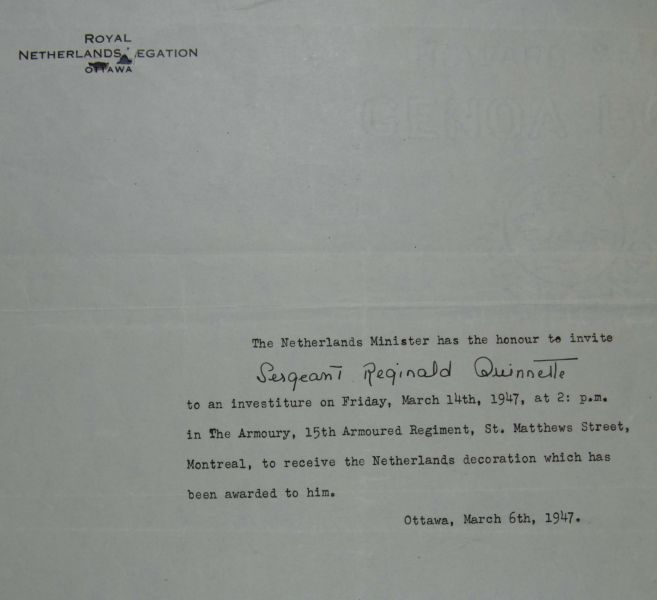 ROYAL
NETHERLANDS LEGATION
OTTAWA
GENOA LO
The Netherlands Minister has the honour to invite
Sergeant Reginald Quinnette
to an investiture on Friday, March 14th, 1947, at 2: p.m.
in The Armoury, 15th Armoured Regiment, St. Matthews Street,
Montreal, to receive the Netherlands decoration which has
been awarded to him.
Ottawa, March 6th, 1947.